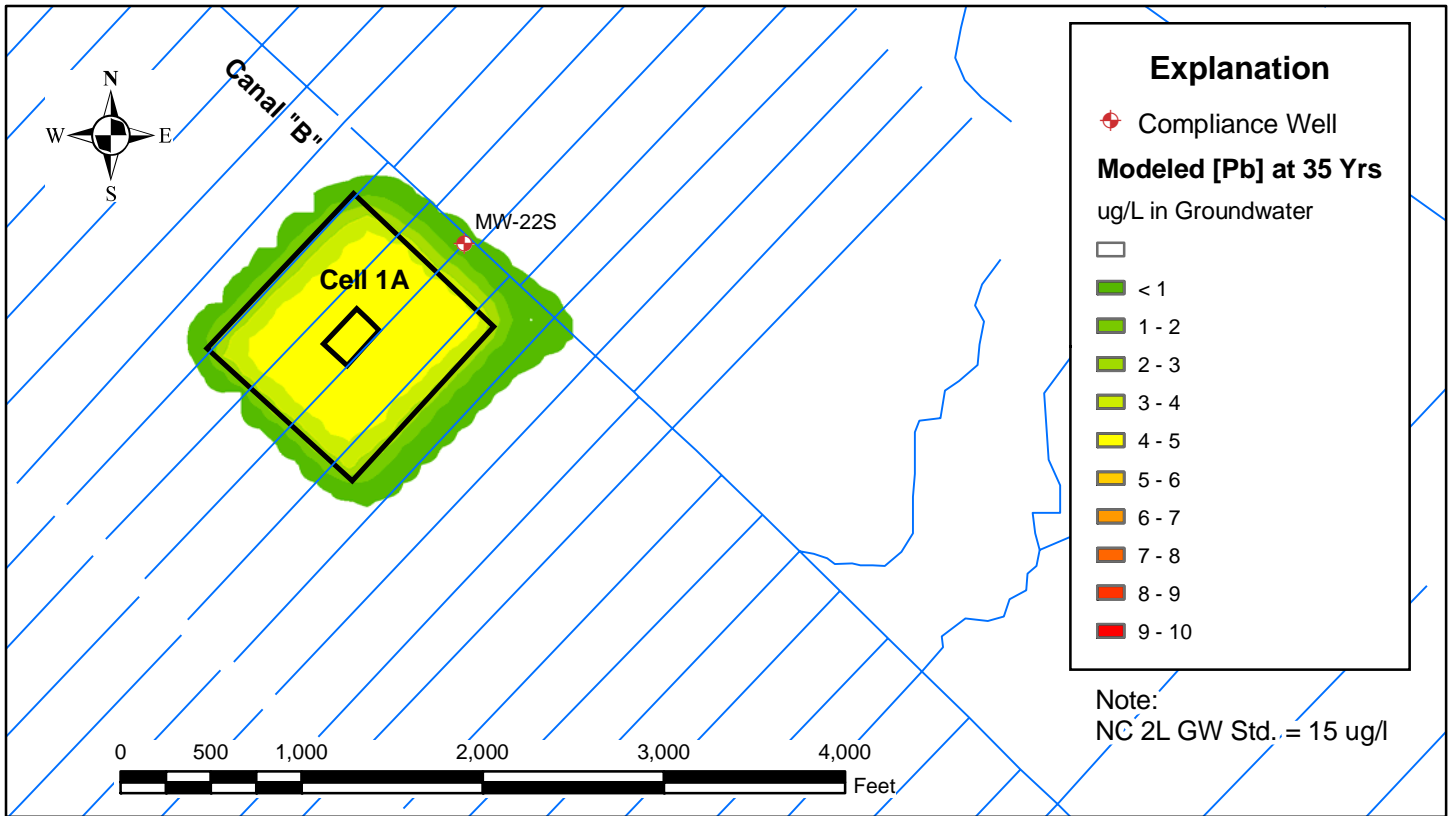 N
W
E
S
Canal "B"
MW-22S
Cell 1A
Explanation
Compliance Well
Modeled [Pb] at 35 Yrs
ug/L in Groundwater
< 1
1 - 2
2 - 3
3 - 4
4 - 5
5 - 6
6 - 7
7 - 8
8 - 9
9 - 10
Note:
NC 2L GW Std. = 15 ug/l
0 500 1,000 2,000 3,000 4,000
Feet